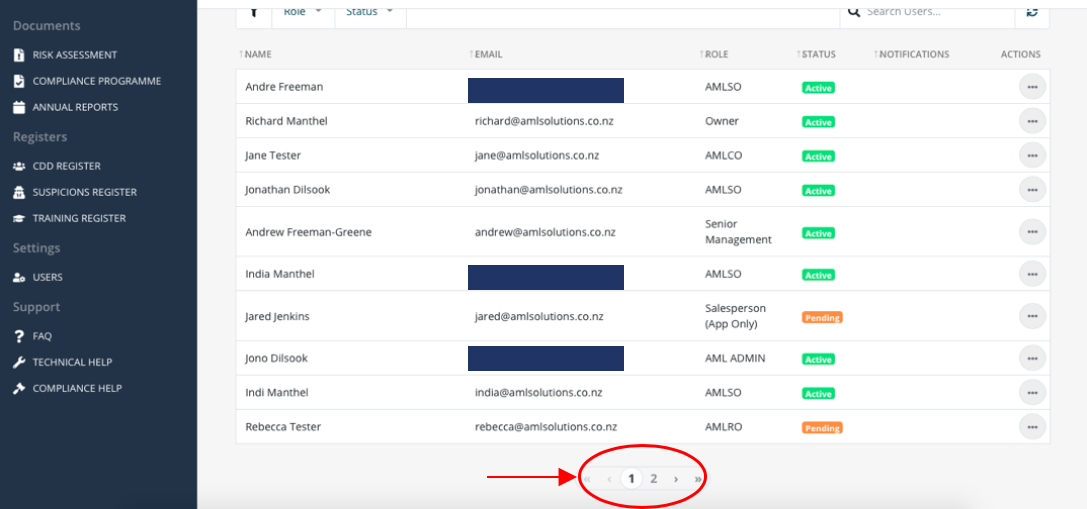 Documents
RISK ASSESSMENT
COMPLIANCE PROGRAMME
ANNUAL REPORTS
Registers
CDD REGISTER
SUSPICIONS REGISTER
TRAINING REGISTER
Settings
USERS
Support
FAQ
TECHNICAL HELP
COMPLIANCE HELP
Role Status Search Users...
↑NAME ↑EMAIL ↑ROLE ↑STATUS ↑NOTIFICATIONS ACTIONS
Andre Freeman AMLSO Active ...
Richard Manthel richard@amlsolutions.co.nz Owner Active ...
Jane Tester jane@amlsolutions.co.nz AMLCO Active ...
Jonathan Dilsook jonathan@amlsolutions.co.nz AMLSO Active ...
Andrew Freeman-Greene andrew@amlsolutions.co.nz Senior Management Active ...
India Manthel AMLSO Active ...
Jared Jenkins jared@amlsolutions.co.nz Salesperson (App Only) Pending ...
Jono Dilsook AML ADMIN Active ...
Indi Manthel india@amlsolutions.co.nz AMLSO Active ...
Rebecca Tester rebecca@amlsolutions.co.nz AMLRO Pending ...
« ‹ 1 2 › »